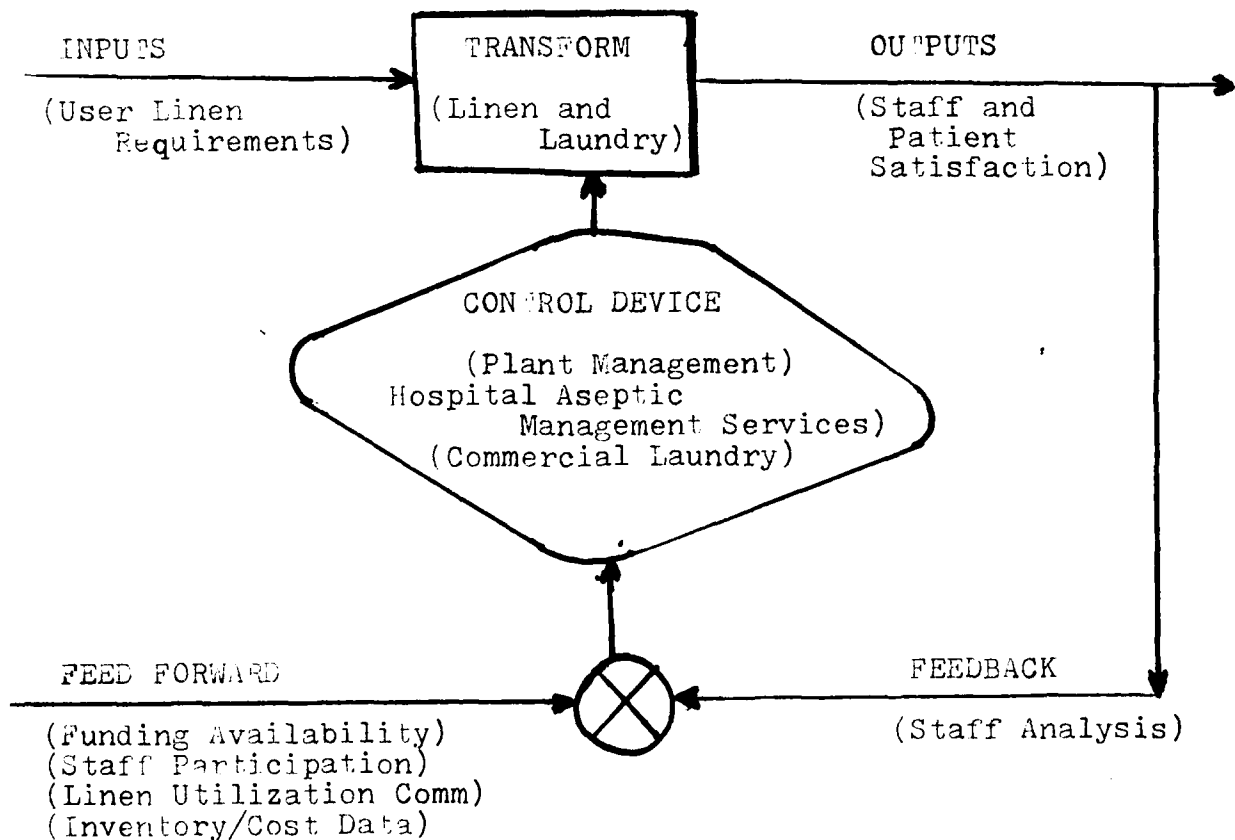 INPUTS
(User Linen
Requirements)
TRANSFORM
(Linen and
Laundry)
OUTPUTS
(Staff and
Patient
Satisfaction)
CONTROL DEVICE
(Plant Management)
Hospital Aseptic
Management Services)
(Commercial Laundry)
FEED FORWARD
(Funding Availability)
(Staff Participation)
(Linen Utilization Comm)
(Inventory/Cost Data)
FEEDBACK
(Staff Analysis)